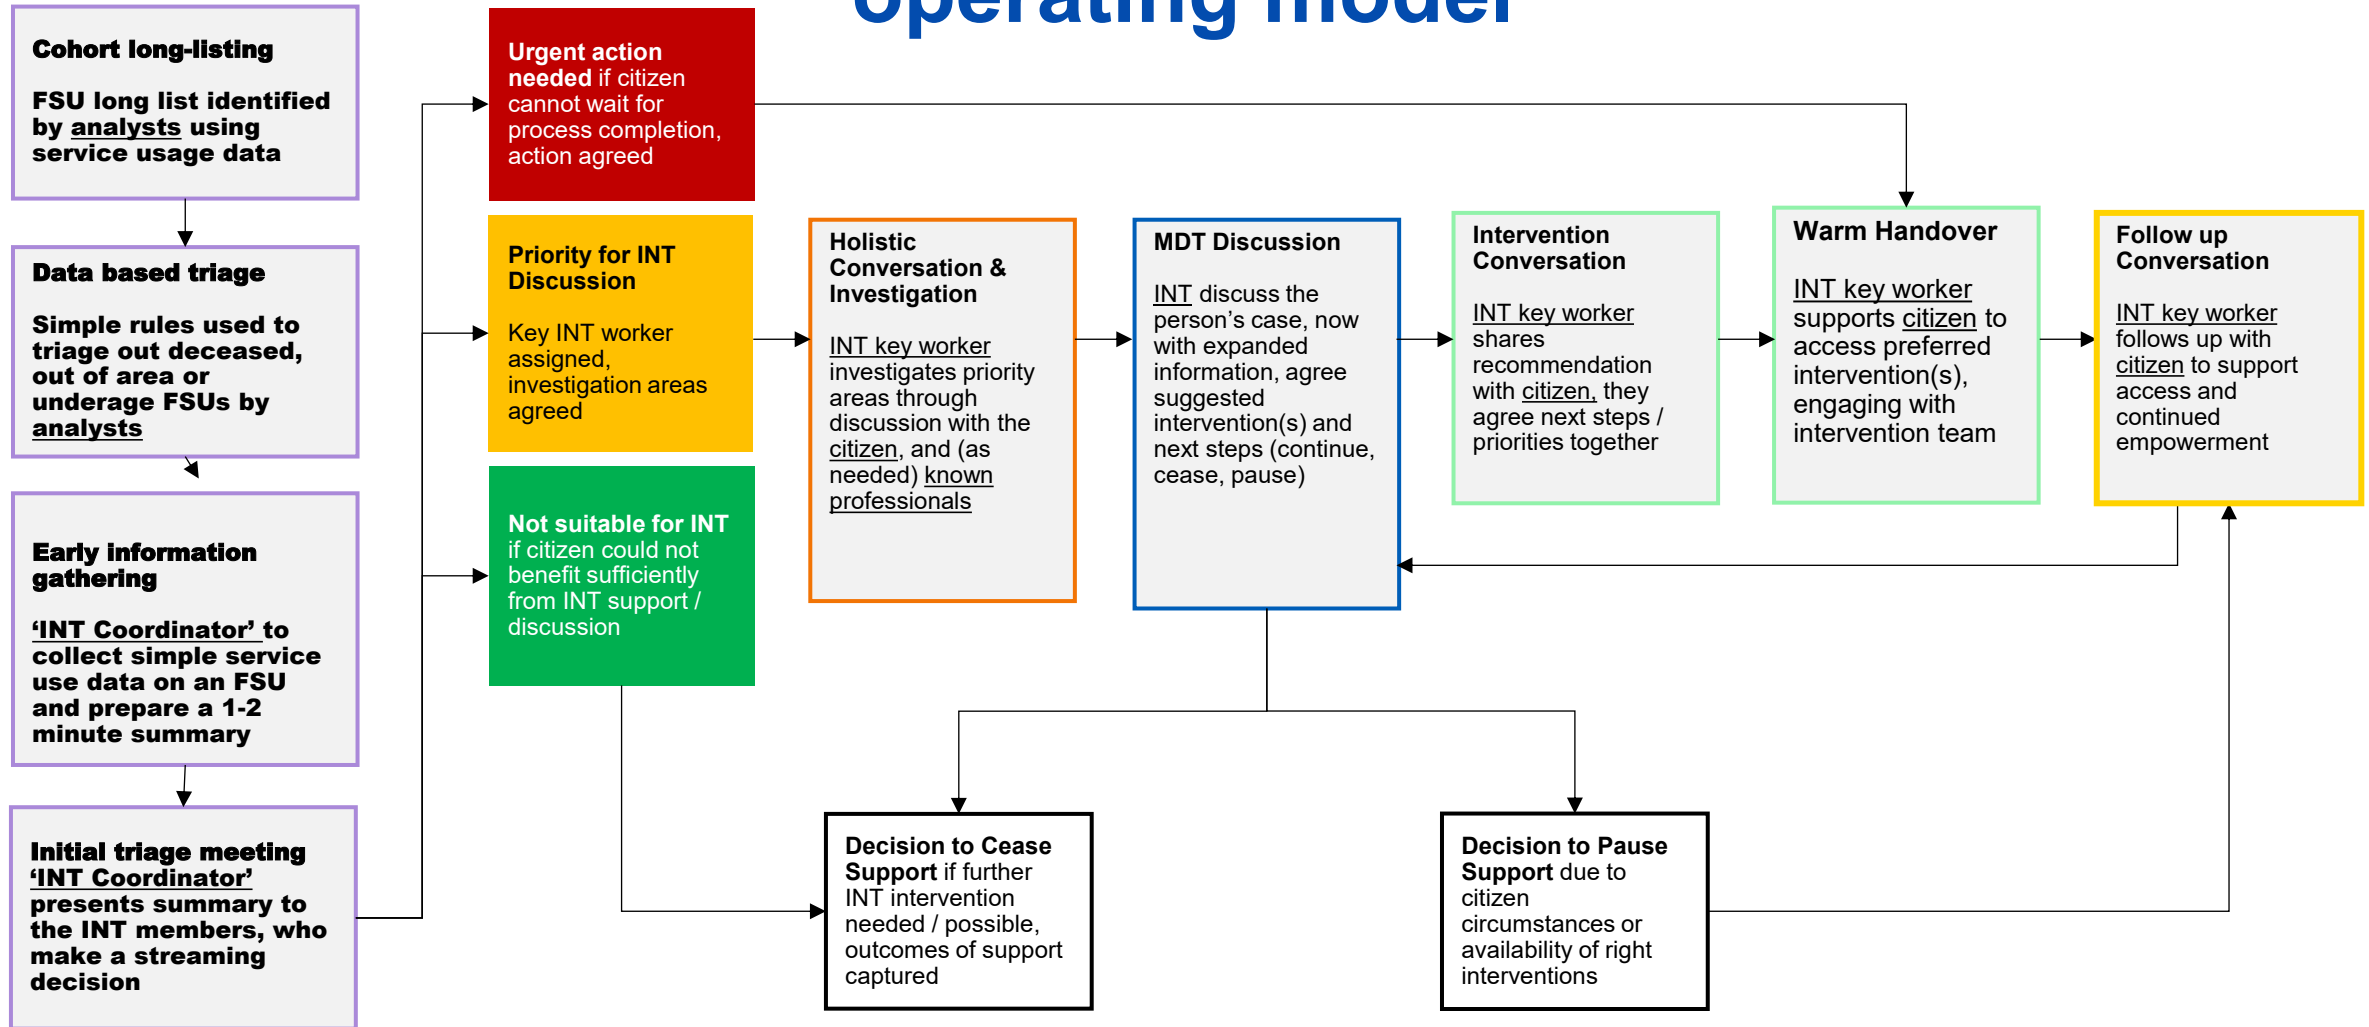 operating model
Cohort long-listing
FSU long list identified
by analysts using
service usage data
Data based triage
Simple rules used to
triage out deceased,
out of area or
underage FSUs by
analysts
Early information
gathering
‘INT Coordinator’ to
collect simple service
use data on an FSU
and prepare a 1-2
minute summary
Initial triage meeting
‘INT Coordinator’
presents summary to
the INT members, who
make a streaming
decision
Urgent action
needed if citizen
cannot wait for
process completion,
action agreed
Priority for INT
Discussion
Key INT worker
assigned,
investigation areas
agreed
Not suitable for INT
if citizen could not
benefit sufficiently
from INT support /
discussion
Holistic
Conversation &
Investigation
INT key worker
investigates priority
areas through
discussion with the
citizen, and (as
needed) known
professionals
MDT Discussion
INT discuss the
person’s case, now
with expanded
information, agree
suggested
intervention(s) and
next steps (continue,
cease, pause)
Intervention
Conversation
INT key worker
shares
recommendation
with citizen, they
agree next steps /
priorities together
Warm Handover
INT key worker
supports citizen to
access preferred
intervention(s),
engaging with
intervention team
Follow up
Conversation
INT key worker
follows up with
citizen to support
access and
continued
empowerment
Decision to Cease
Support if further
INT intervention
needed / possible,
outcomes of support
captured
Decision to Pause
Support due to
citizen
circumstances or
availability of right
interventions